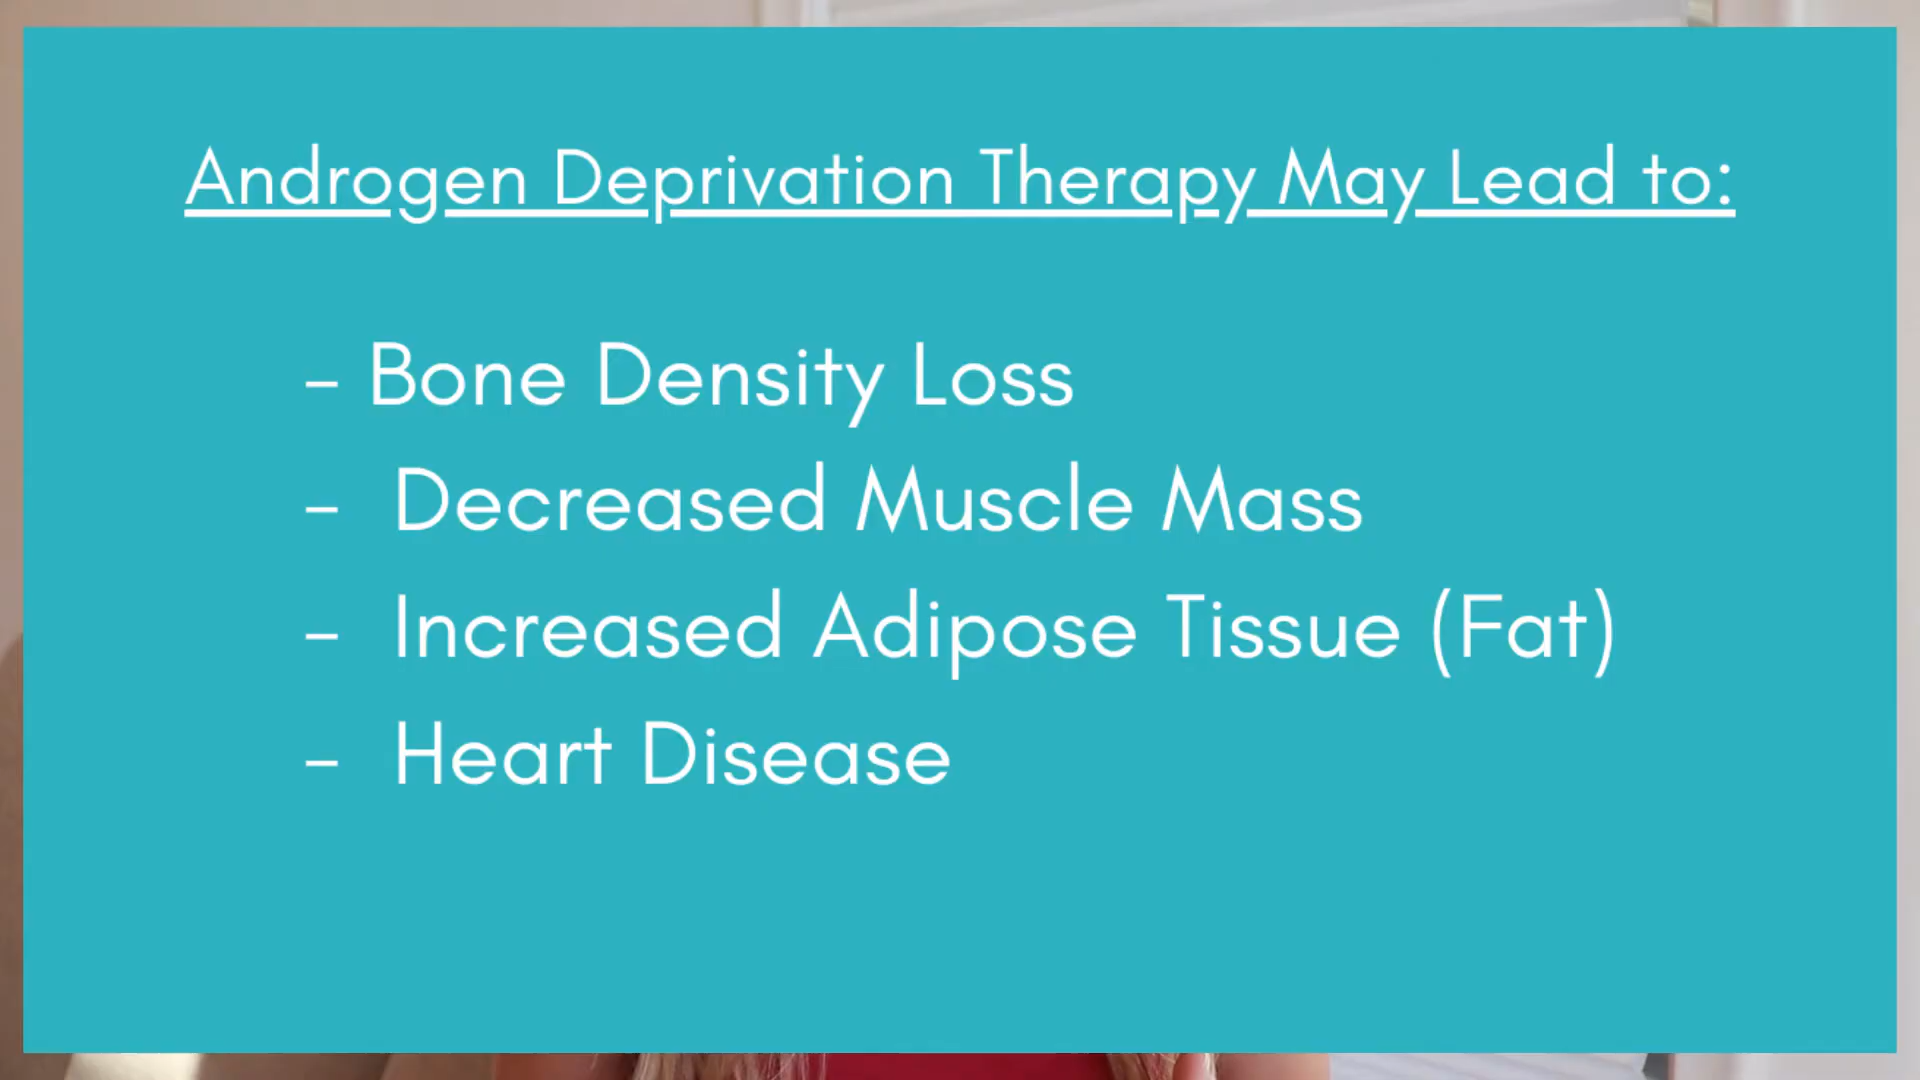 Androgen Deprivation Therapy May Lead to:
– Bone Density Loss
– Decreased Muscle Mass
– Increased Adipose Tissue (Fat)
– Heart Disease